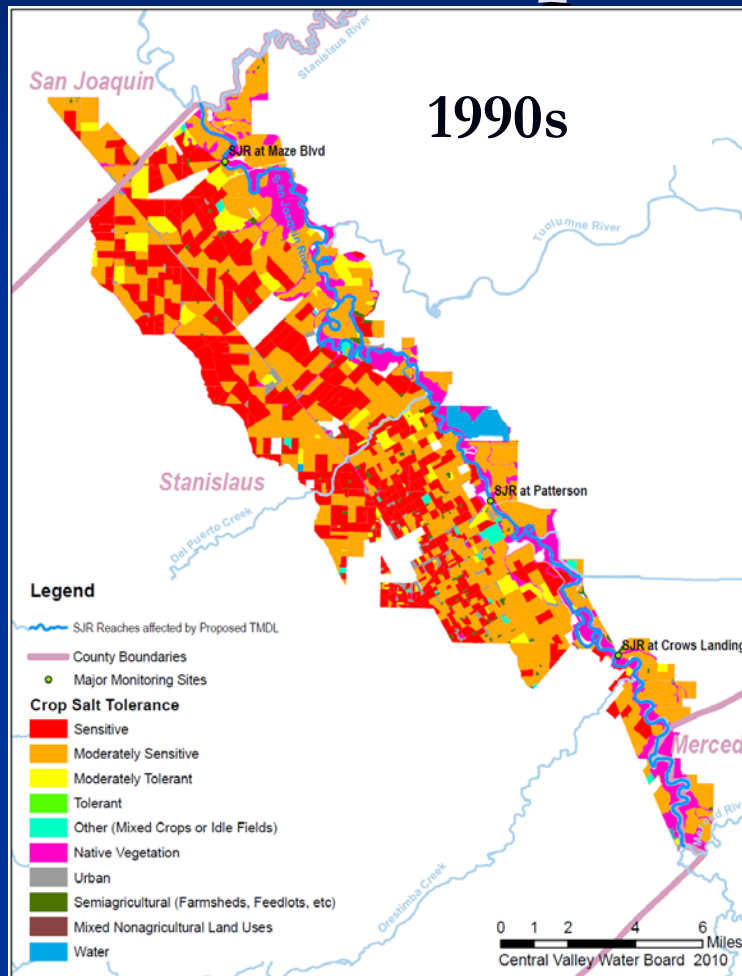 1990s
San Joaquin
Stanislaus River
SJR at Maze Blvd
San Joaquin River
Tuolumne River
Stanislaus
SJR at Patterson
Del Puerto Creek
SJR at Crows Landing
Merced
Orestimba Creek
Legend
SJR Reaches affected by Proposed TMDL
County Boundaries
Major Monitoring Sites
Crop Salt Tolerance
Sensitive
Moderately Sensitive
Moderately Tolerant
Tolerant
Other (Mixed Crops or Idle Fields)
Native Vegetation
Urban
Semiagricultural (Farmsheds, Feedlots, etc)
Mixed Nonagricultural Land Uses
Water
0 1 2 4 6
Miles
Central Valley Water Board 2010